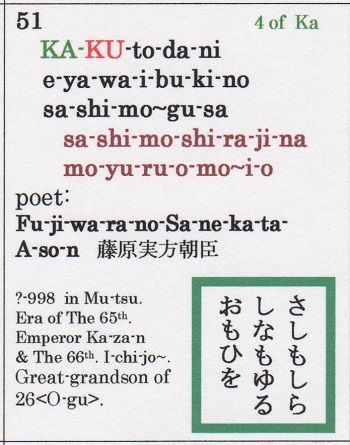 51
4 of Ka
KA-KU-to-da-ni
e-ya-wa-i-bu-ki-no
sa-shi-mo~gu-sa
sa-shi-mo-shi-ra-ji-na
mo-yu-ru-o-mo~i-o
poet:
Fu-ji-wa-ra-no-Sa-ne-ka-ta-
A-so-n 藤原実方朝臣
?-998 in Mu-tsu.
Era of The 65th.
Emperor Ka-za-n
& The 66th. I-chi-jo~.
Great-grandson of
26<O-gu>.
さしもしら
しなもゆる
おもひを